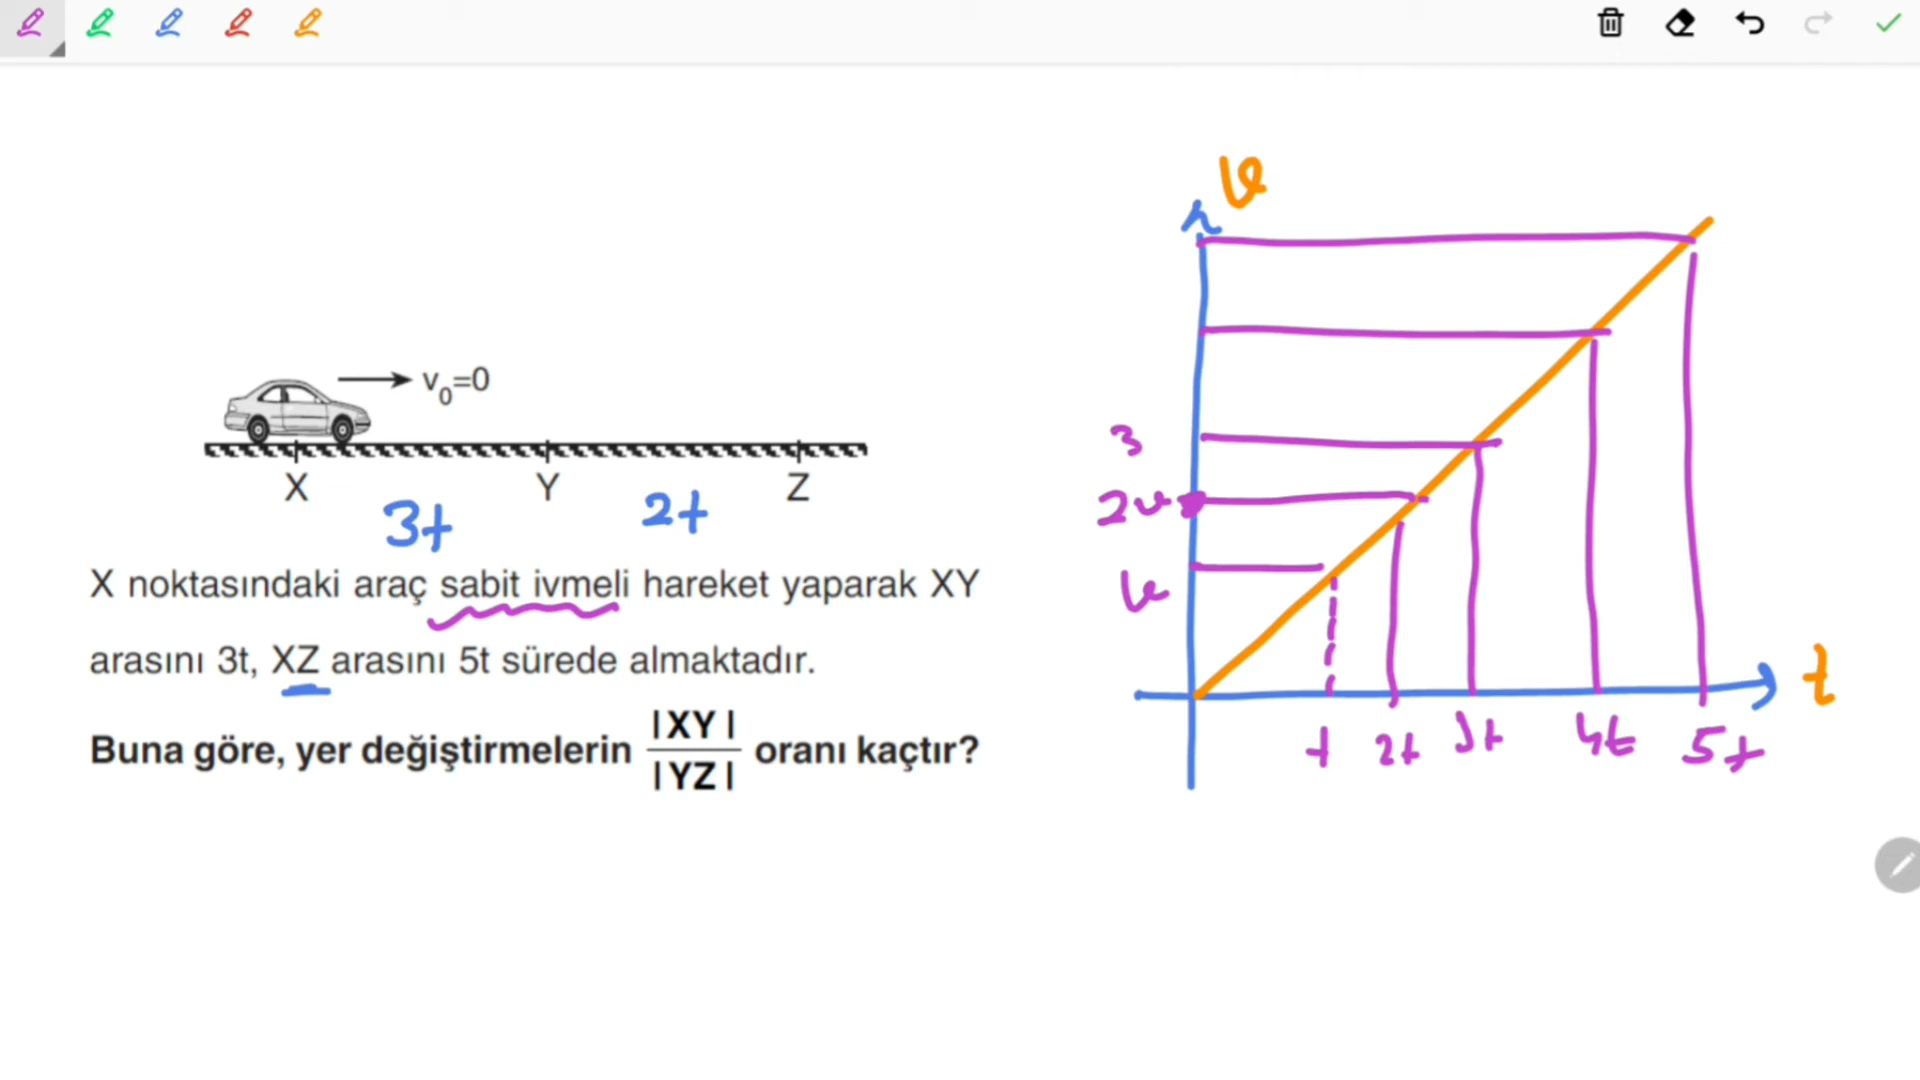 v₀=0
X Y Z
3t 2t
X noktasındaki araç sabit ivmeli hareket yaparak XY
arasını 3t, XZ arasını 5t sürede almaktadır.
Buna göre, yer değiştirmelerin |XY| / |YZ| oranı kaçtır?
v
3
2v
v
t
t 2t 3t 4t 5t